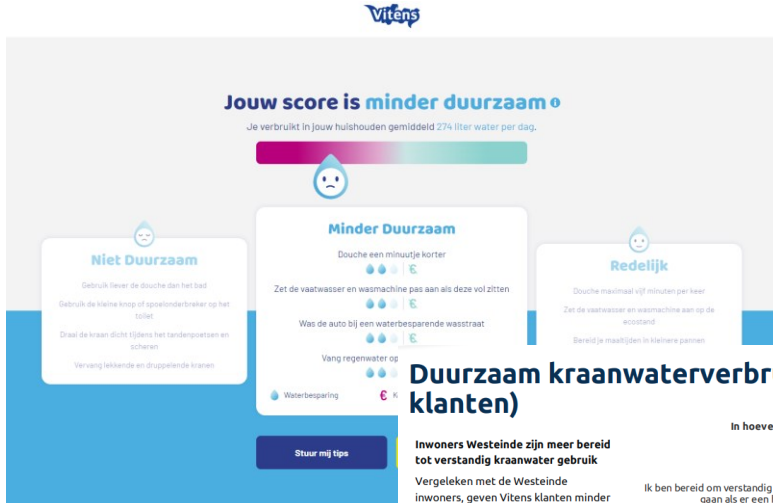 Vitens
Jouw score is minder duurzaam
Je verbruikt in jouw huishouden gemiddeld 274 liter water per dag.
Niet Duurzaam
Gebruik liever de douche dan het bad
Gebruik de kleine knop of spoelonderbreker op het
toilet
Draai de kraan dicht tijdens het tandenpoetsen en
scheren
Vervang lekkende en druppelende kranen
Minder Duurzaam
Douche een minuutje korter
€
Zet de vaatwasser en wasmachine pas aan als deze vol zitten
€
Was de auto bij een waterbesparende wasstraat
€
Vang regenwater op
Waterbesparing € K
Redelijk
Douche maximaal vijf minuten per keer
Zet de vaatwasser en wasmachine aan op de
ecostand
Bereid je maaltijden in kleinere pannen
Stuur mij tips
Duurzaam kraanwaterverbr
klanten)
In hoeve
Inwoners Westeinde zijn meer bereid
tot verstandig kraanwater gebruik
Vergeleken met de Westeinde
inwoners, geven Vitens klanten minder
Ik ben bereid om verstandig
gaan als er een